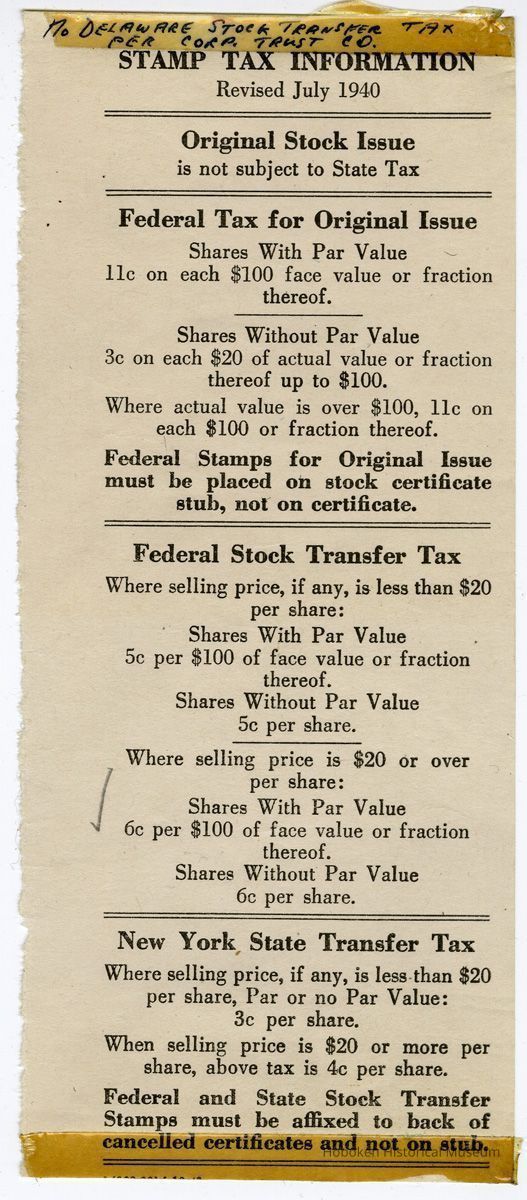 No DELAWARE STOCK TRANSFER TAX
PER CORP. TRUST CO.
STAMP TAX INFORMATION
Revised July 1940
Original Stock Issue
is not subject to State Tax
Federal Tax for Original Issue
Shares With Par Value
11c on each $100 face value or fraction
thereof.
Shares Without Par Value
3c on each $20 of actual value or fraction
thereof up to $100.
Where actual value is over $100, 11c on
each $100 or fraction thereof.
Federal Stamps for Original Issue
must be placed on stock certificate
stub, not on certificate.
Federal Stock Transfer Tax
Where selling price, if any, is less than $20
per share:
Shares With Par Value
5c per $100 of face value or fraction
thereof.
Shares Without Par Value
5c per share.
Where selling price is $20 or over
per share:
Shares With Par Value
6c per $100 of face value or fraction
thereof.
Shares Without Par Value
6c per share.
New York State Transfer Tax
Where selling price, if any, is less than $20
per share, Par or no Par Value:
3c per share.
When selling price is $20 or more per
share, above tax is 4c per share.
Federal and State Stock Transfer
Stamps must be affixed to back of
cancelled certificates and not on stub.
Hoboken Historical Museum